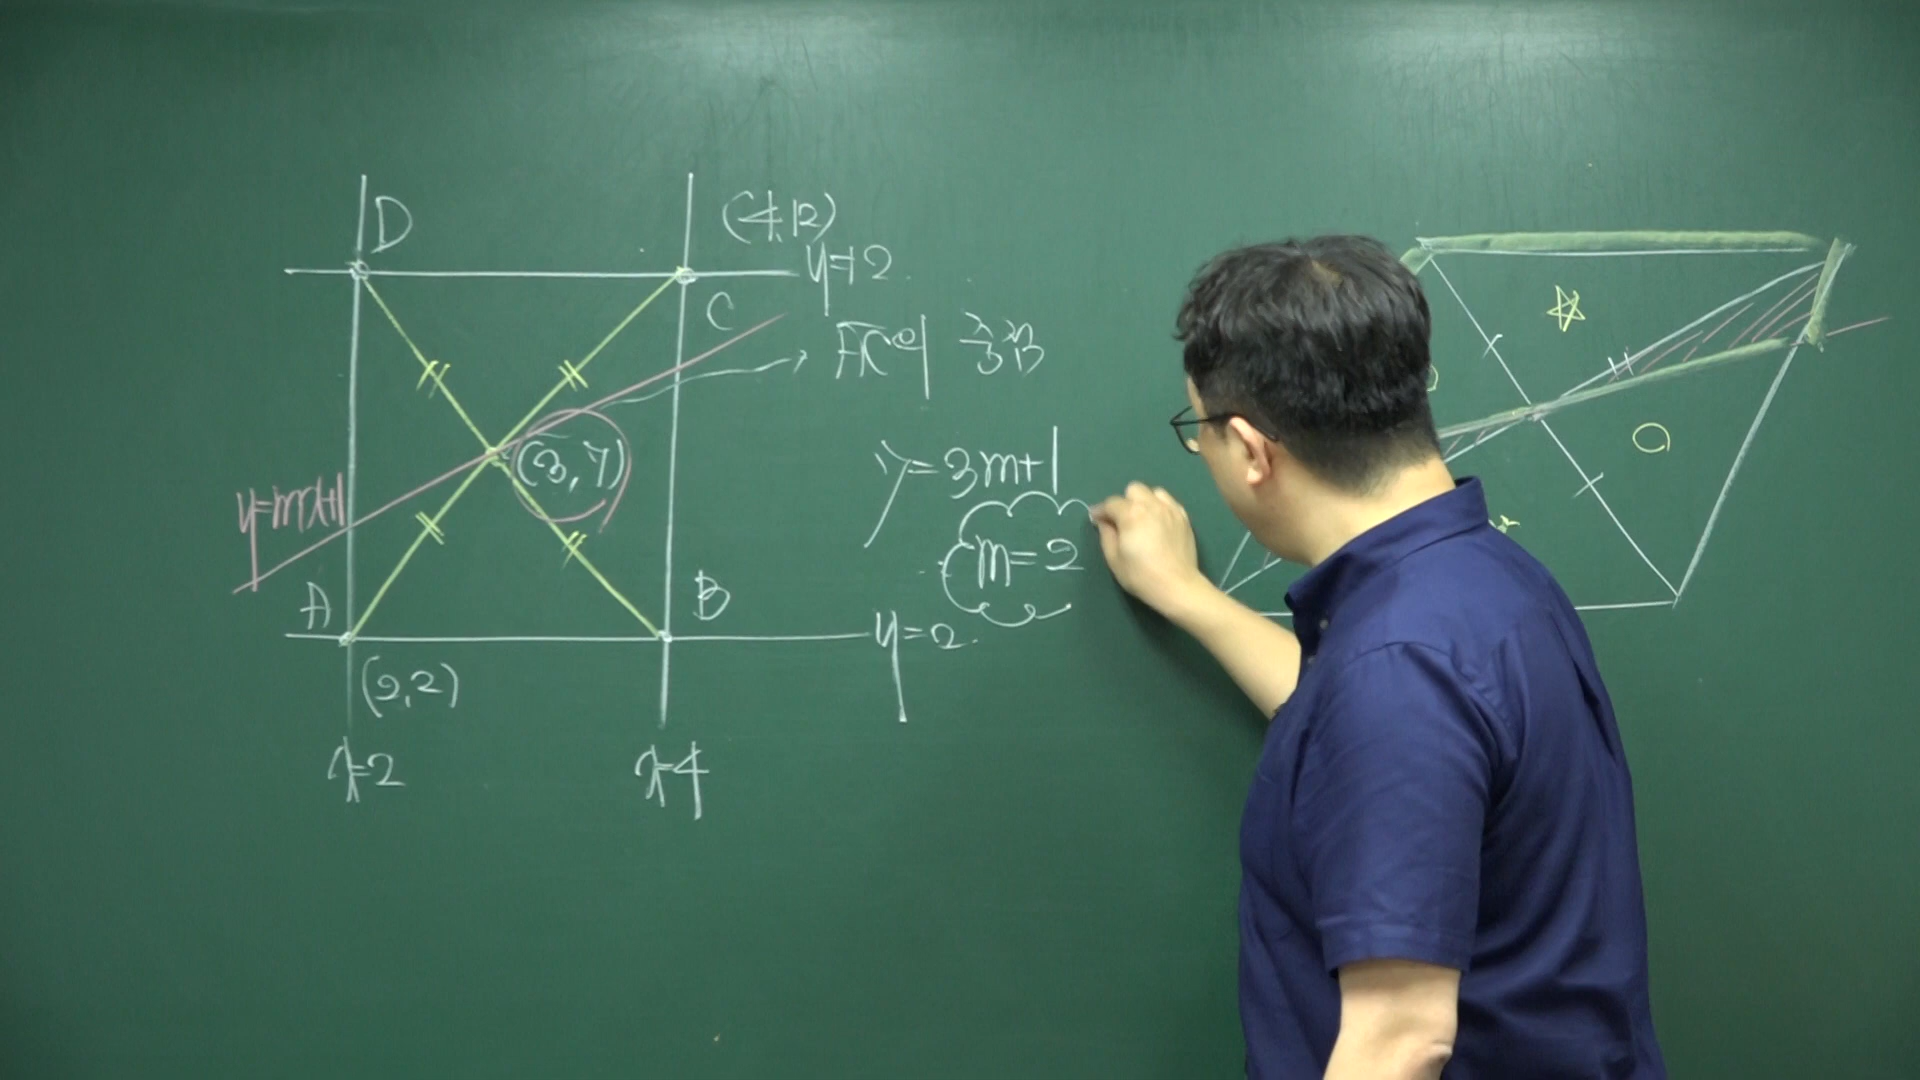 D
(4,12)
y=12
C
AC의 중점
(3,7)
y=mx+1
7=3m+1
m=2
A
B
y=2
(2,2)
x=2
x=4